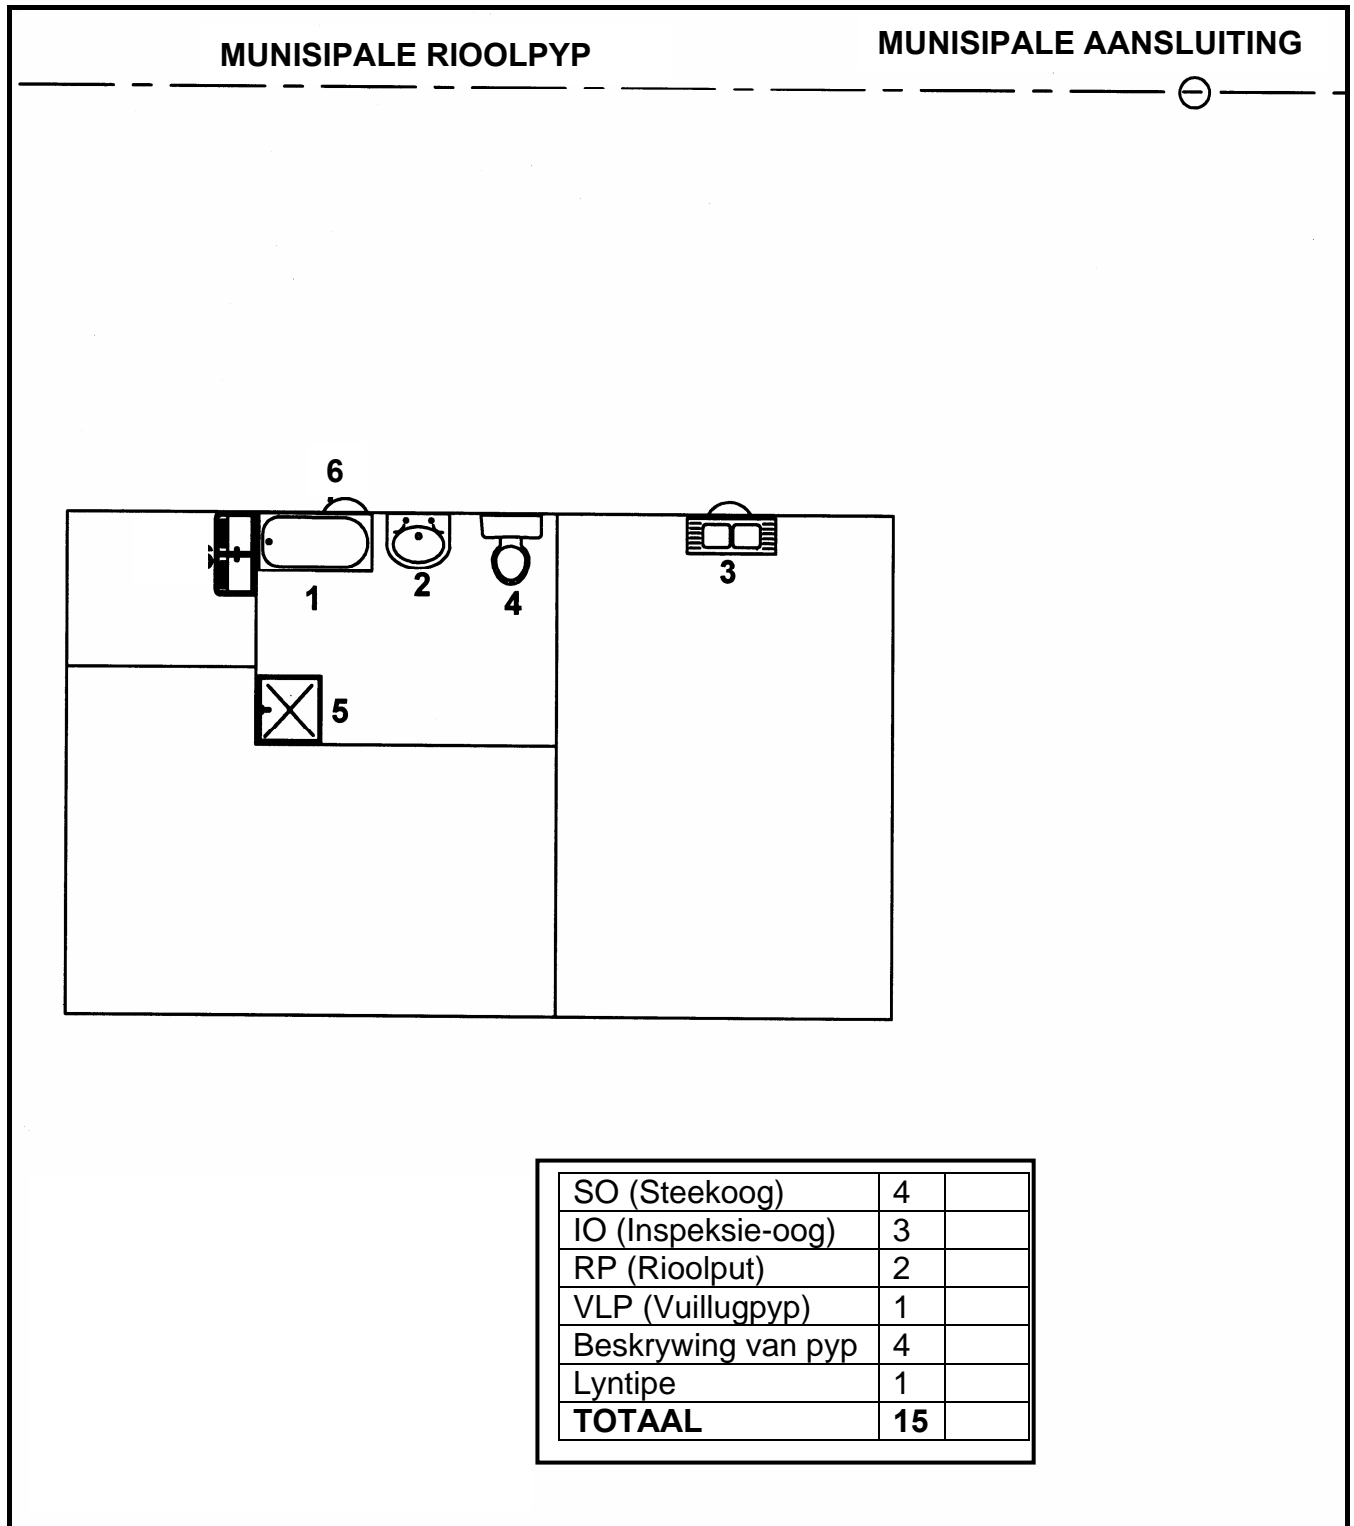 MUNISIPALE RIOOLPYP
MUNISIPALE AANSLUITING
6
1
2
4
3
5
SO (Steekoog) 4
IO (Inspeksie-oog) 3
RP (Rioolput) 2
VLP (Vuillugpyp) 1
Beskrywing van pyp 4
Lyntipe 1
TOTAAL 15